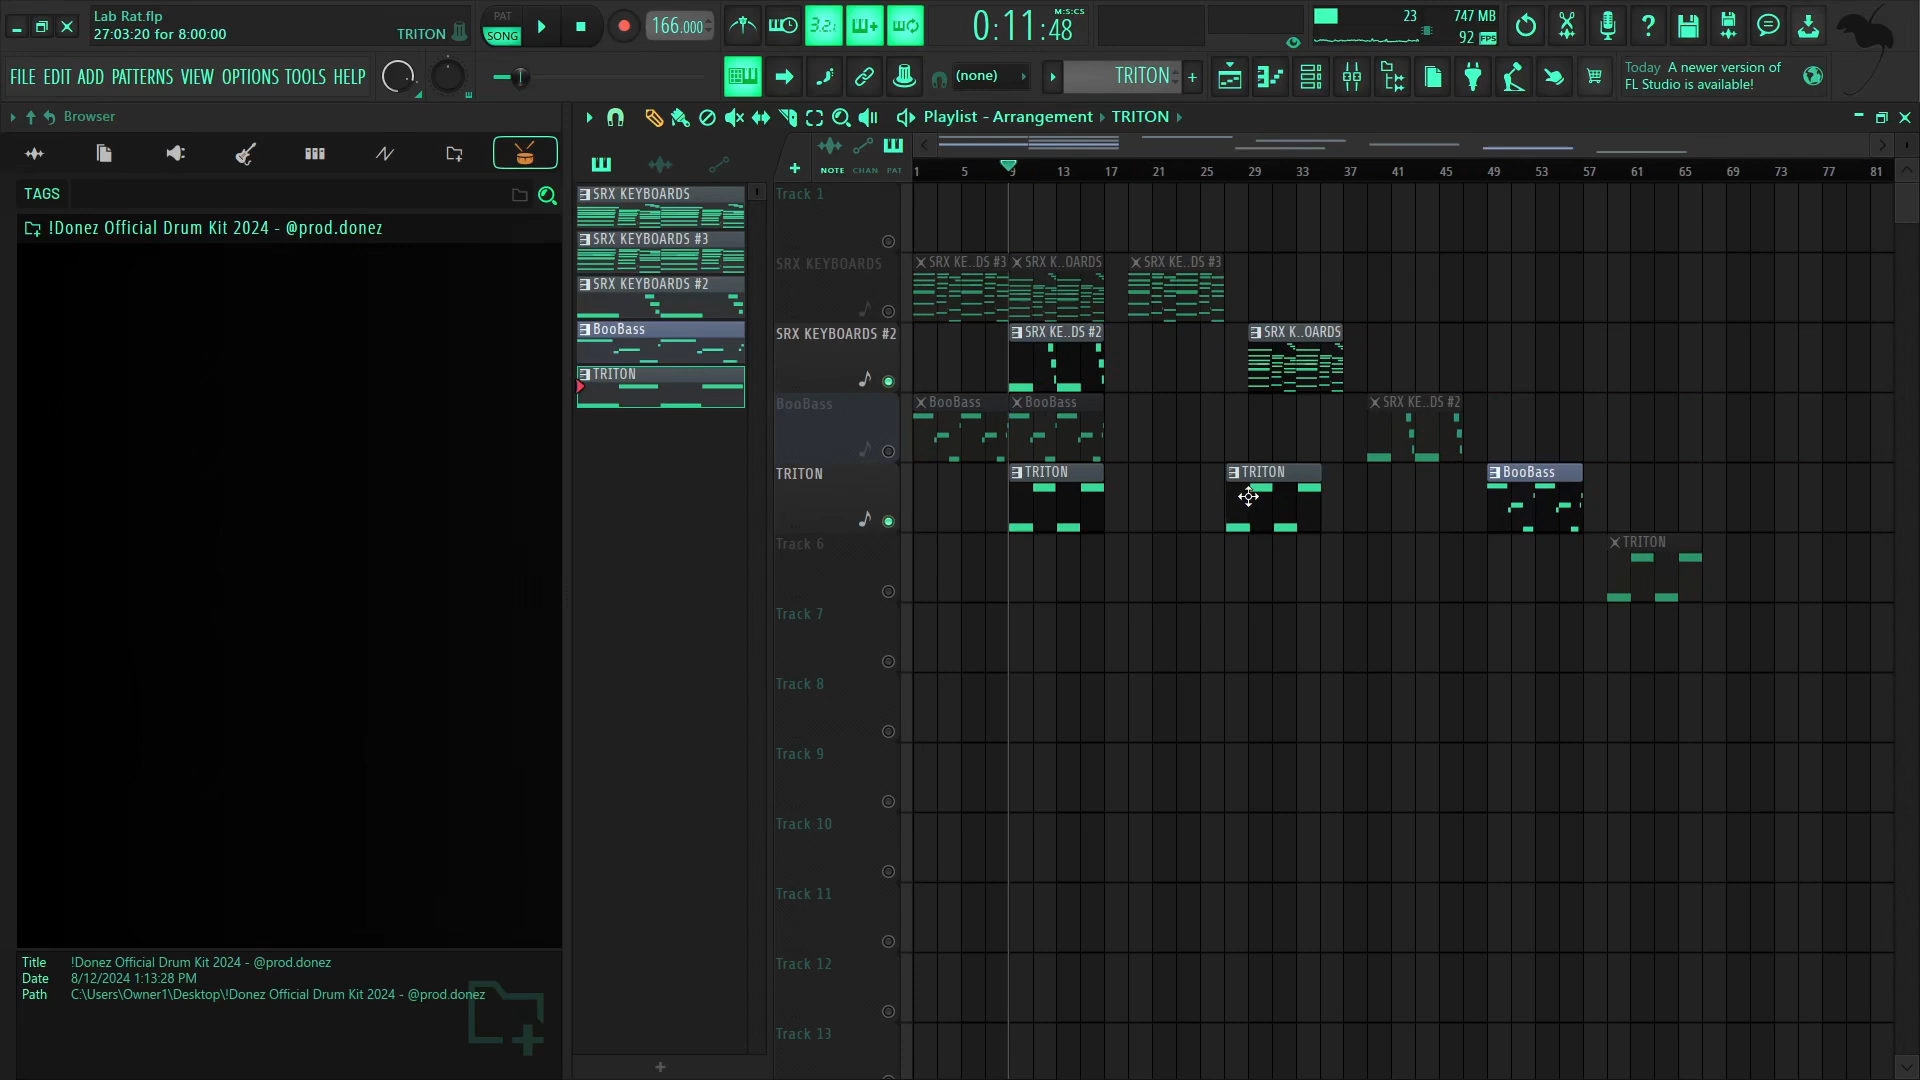 Lab Rat.flp
27:03:20 for 8:00:00
TRITON
PAT
SONG
166.000
3.2.1
0:11:48
M:S:CS
23
747 MB
92 FPS
FILE EDIT ADD PATTERNS VIEW OPTIONS TOOLS HELP
(none)
TRITON
Today A newer version of
FL Studio is available!
Browser
Playlist - Arrangement TRITON
NOTE CHAN PAT
TAGS
!Donez Official Drum Kit 2024 - @prod.donez
1 5 9 13 17 21 25 29 33 37 41 45 49 53 57 61 65 69 73 77 81
SRX KEYBOARDS
SRX KEYBOARDS #3
SRX KEYBOARDS #2
BooBass
TRITON
Track 1
SRX KEYBOARDS
SRX KE..DS #3
SRX K..OARDS
SRX KE..DS #3
SRX KEYBOARDS #2
SRX KE..DS #2
SRX K..OARDS
BooBass
BooBass
BooBass
SRX KE..DS #2
TRITON
TRITON
TRITON
BooBass
Track 6
TRITON
Track 7
Track 8
Track 9
Track 10
Track 11
Track 12
Track 13
Title !Donez Official Drum Kit 2024 - @prod.donez
Date 8/12/2024 1:13:28 PM
Path C:\Users\Owner1\Desktop\!Donez Official Drum Kit 2024 - @prod.donez